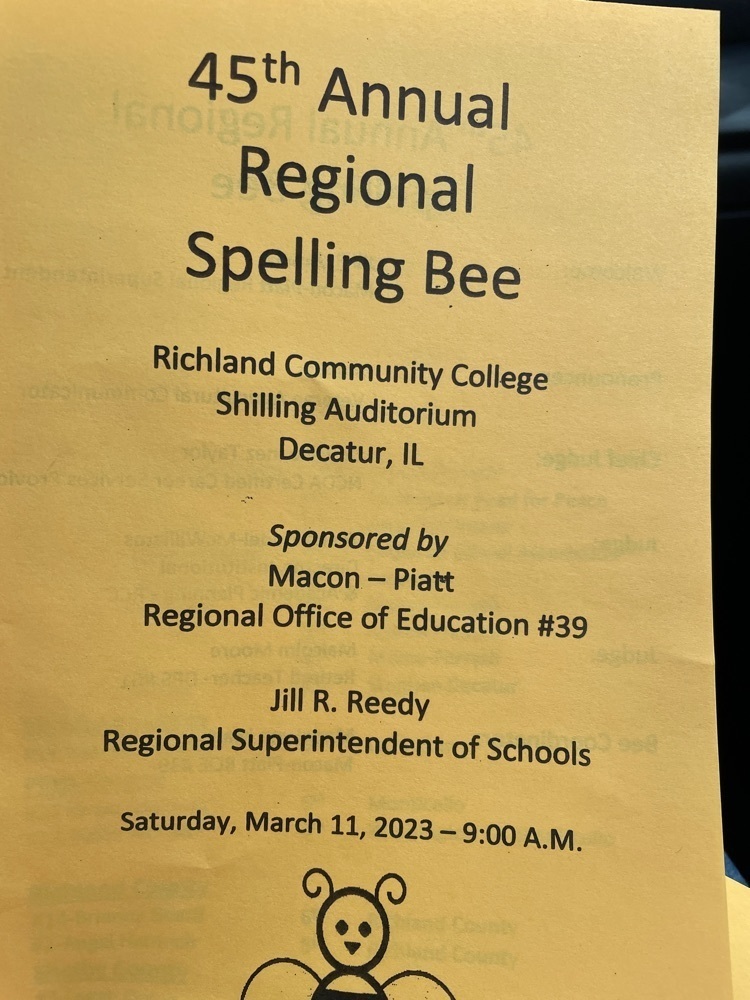 45th Annual
Regional
Spelling Bee
Richland Community College
Shilling Auditorium
Decatur, IL
Sponsored by
Macon – Piatt
Regional Office of Education #39
Jill R. Reedy
Regional Superintendent of Schools
Saturday, March 11, 2023 – 9:00 A.M.